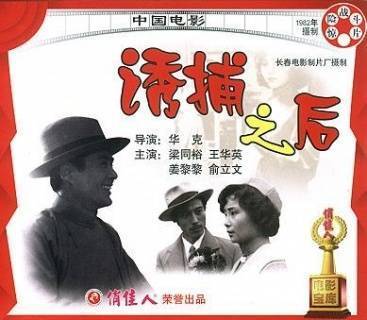 中国电影
1982年
摄制
战斗
惊险片
长春电影制片厂摄制
诱捕之后
导演：华 克
主演：梁同裕 王华英
姜黎黎 俞立文
俏佳人
电影
宝库
俏佳人 荣誉出品